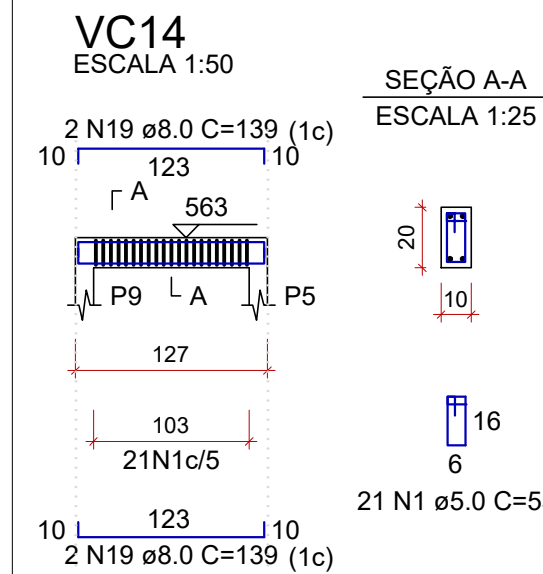 VC14
ESCALA 1:50
SEÇÃO A-A
ESCALA 1:25
2 N19 ø8.0 C=139 (1c)
10
123
10
A
563
20
P9
A
P5
10
127
103
21N1c/5
16
6
21 N1 ø5.0 C=5
10
123
10
2 N19 ø8.0 C=139 (1c)